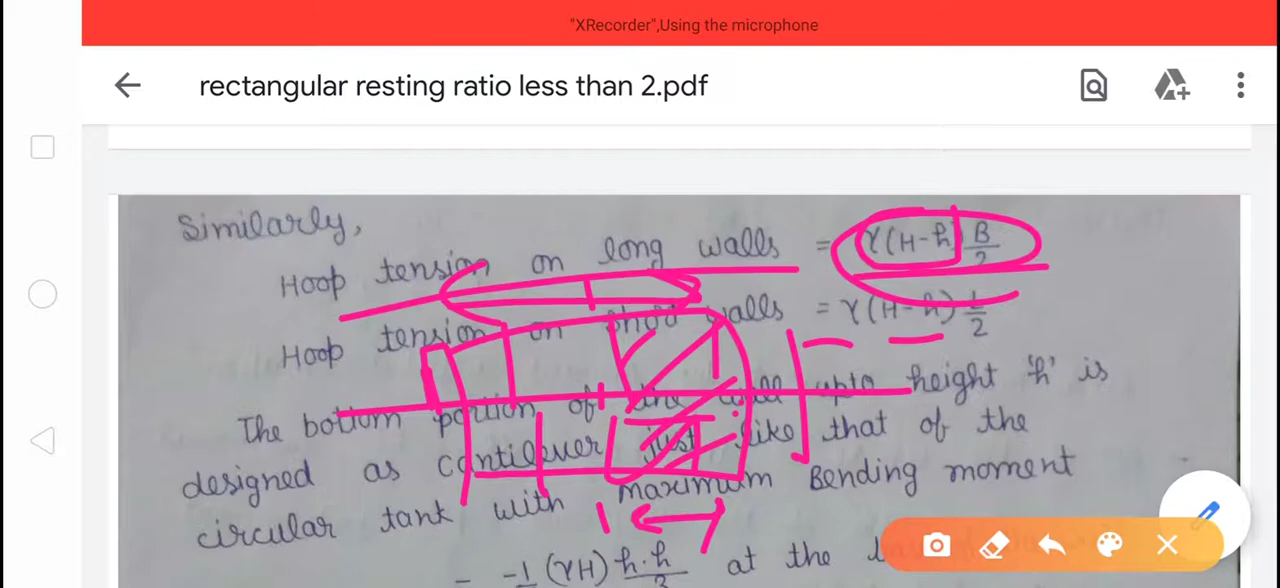 "XRecorder",Using the microphone
rectangular resting ratio less than 2.pdf
Similarly,
Hoop tension on long walls = γ(H-h) B/2
Hoop tension on short walls = γ(H-h) L/2
The bottom portion of the wall upto height 'h' is
designed as cantilever just like that of the
circular tank with maximum Bending moment
= -1 (γH) h·h at the